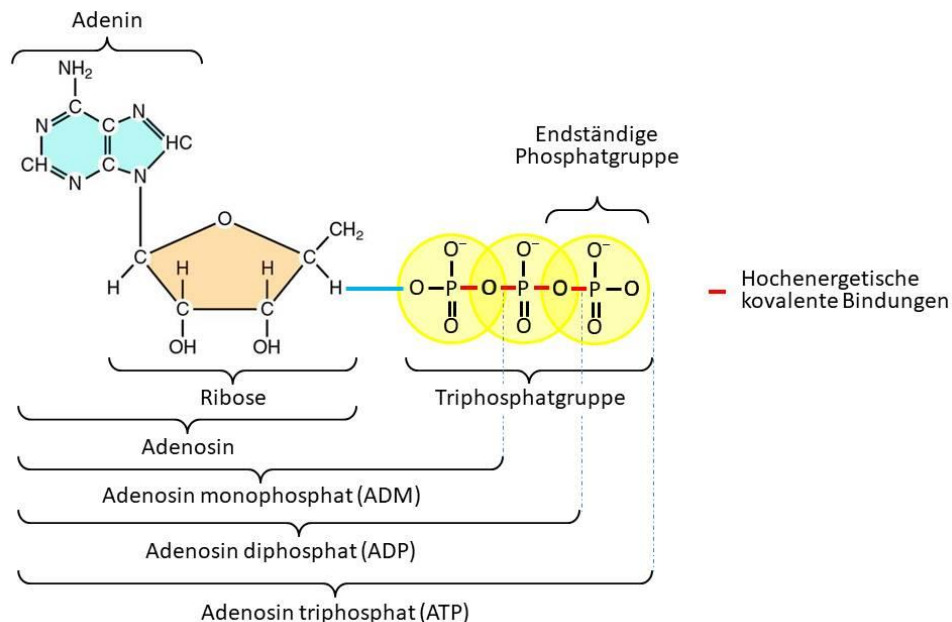 Adenin
NH2
C
N
N
C
HC
CH
C
N
N
Endständige
Phosphatgruppe
O
CH2
C
C
H
H
H
H
C
C
OH
OH
O⁻
O⁻
O⁻
O
P
O
P
O
P
O
O
O
O
Hochenergetische
kovalente Bindungen
Ribose
Triphosphatgruppe
Adenosin
Adenosin monophosphat (ADM)
Adenosin diphosphat (ADP)
Adenosin triphosphat (ATP)